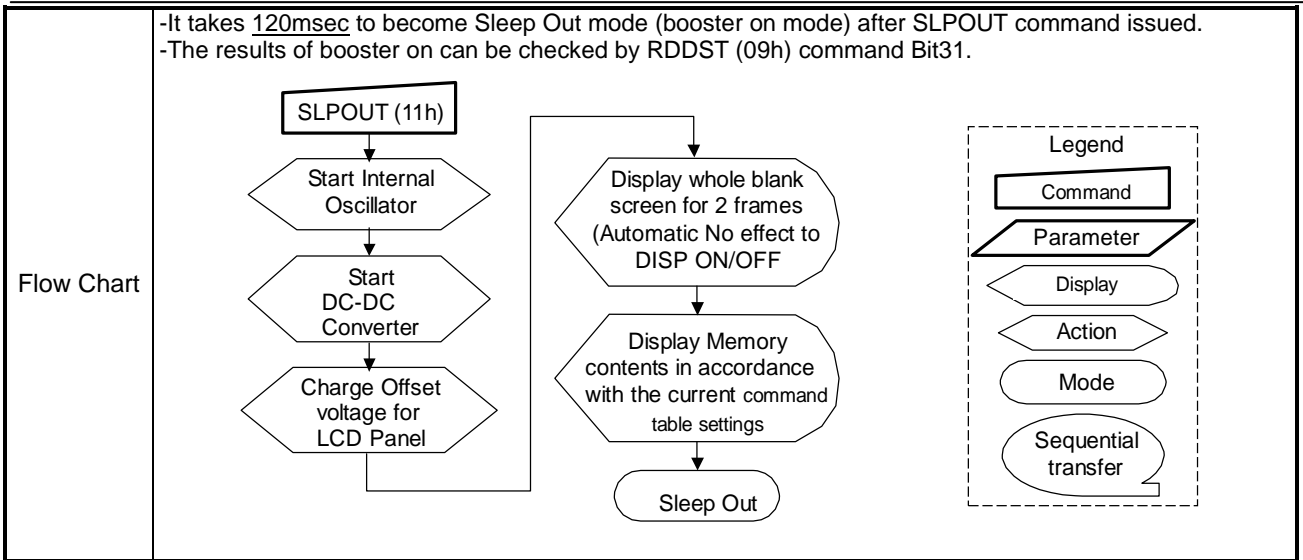 -It takes 120msec to become Sleep Out mode (booster on mode) after SLPOUT command issued.
-The results of booster on can be checked by RDDST (09h) command Bit31.
Flow Chart
SLPOUT (11h)
Start Internal
Oscillator
Start
DC-DC
Converter
Charge Offset
voltage for
LCD Panel
Display whole blank
screen for 2 frames
(Automatic No effect to
DISP ON/OFF
Display Memory
contents in accordance
with the current command
table settings
Sleep Out
Legend
Command
Parameter
Display
Action
Mode
Sequential
transfer